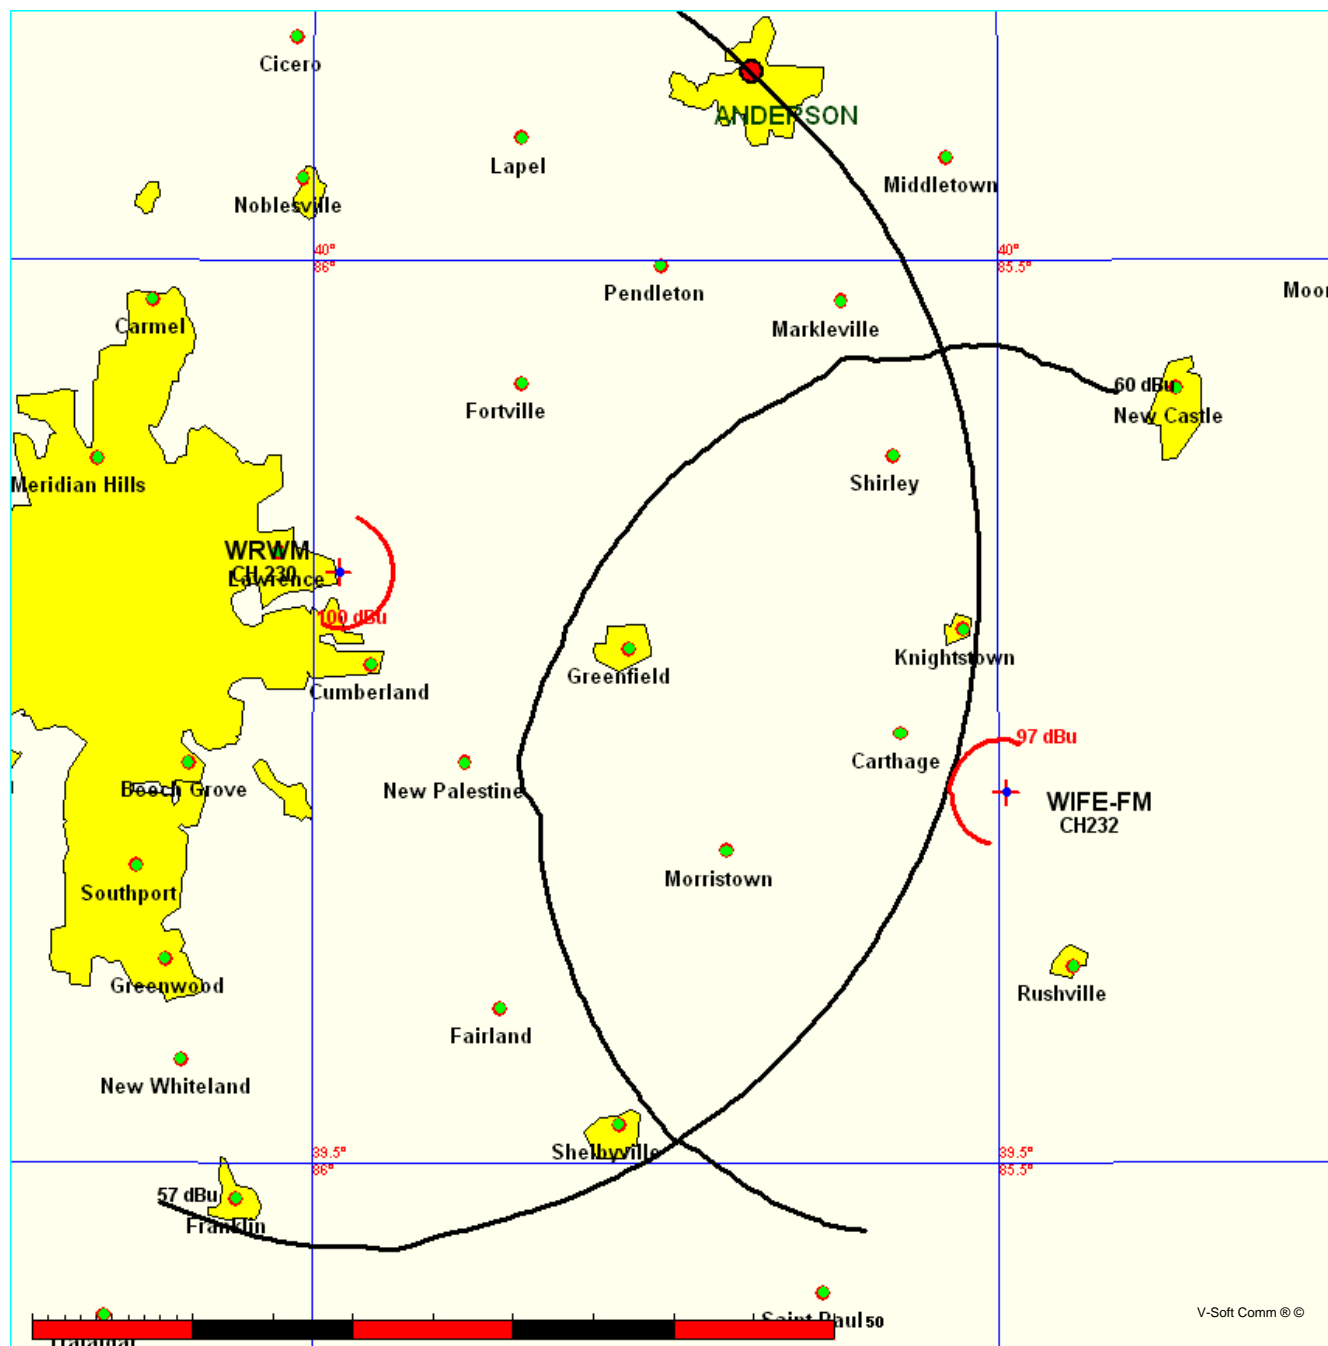 Cicero
ANDERSON
Lapel
Middletown
Noblesville
40°
86°
40°
85.5°
Pendleton
Moor
Carmel
Markleville
60 dBu
Fortville
New Castle
Meridian Hills
Shirley
WRWM
CH 230
Lawrence
100 dBu
Knightstown
Greenfield
Cumberland
97 dBu
Carthage
Beech Grove
New Palestine
WIFE-FM
CH232
Southport
Morristown
Greenwood
Rushville
Fairland
New Whiteland
Shelbyville
39.5°
86°
39.5°
85.5°
57 dBu
Franklin
Saint Paul
50
V-Soft Comm ® ©